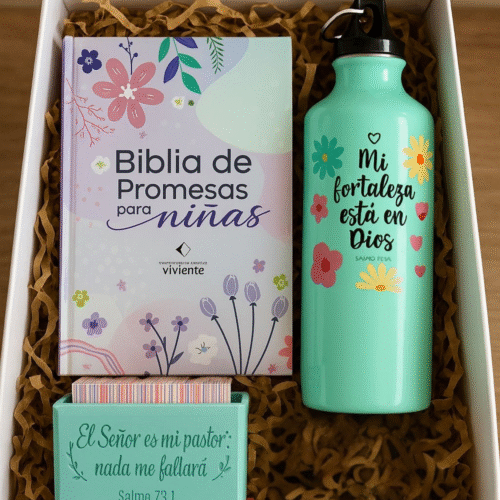 Biblia de
Promesas
para niñas
viviente
Mi
fortaleza
está en
Dios
El Señor es mi pastor;
nada me faltará
Salmo 73 1